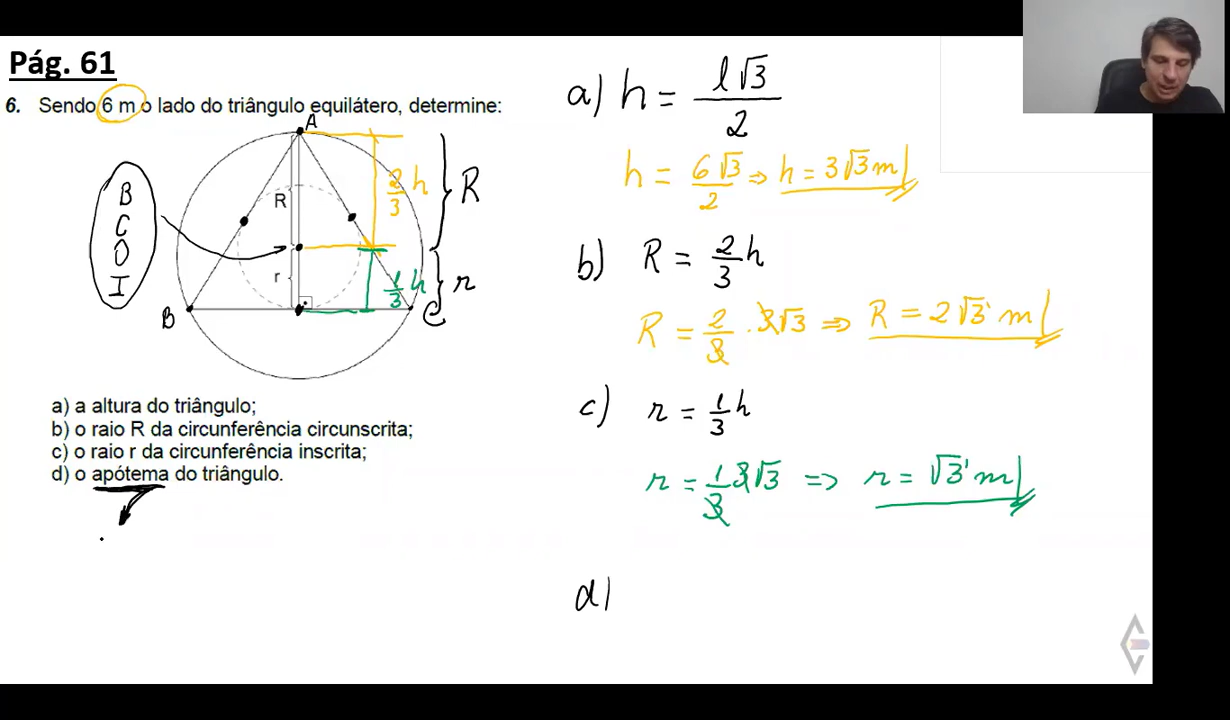 Pág. 61
6. Sendo 6 m o lado do triângulo equilátero, determine:
A
B
C
O
I
R
r
2/3 h
1/3 h
R
r
B
C
a) a altura do triângulo;
b) o raio R da circunferência circunscrita;
c) o raio r da circunferência inscrita;
d) o apótema do triângulo.
a) h = l√3/2
h = 6√3/2 ⇒ h = 3√3 m
b) R = 2/3 h
R = 2/3 . 3√3 ⇒ R = 2√3 m
c) r = 1/3 h
r = 1/3 3√3 ⇒ r = √3 m
d)